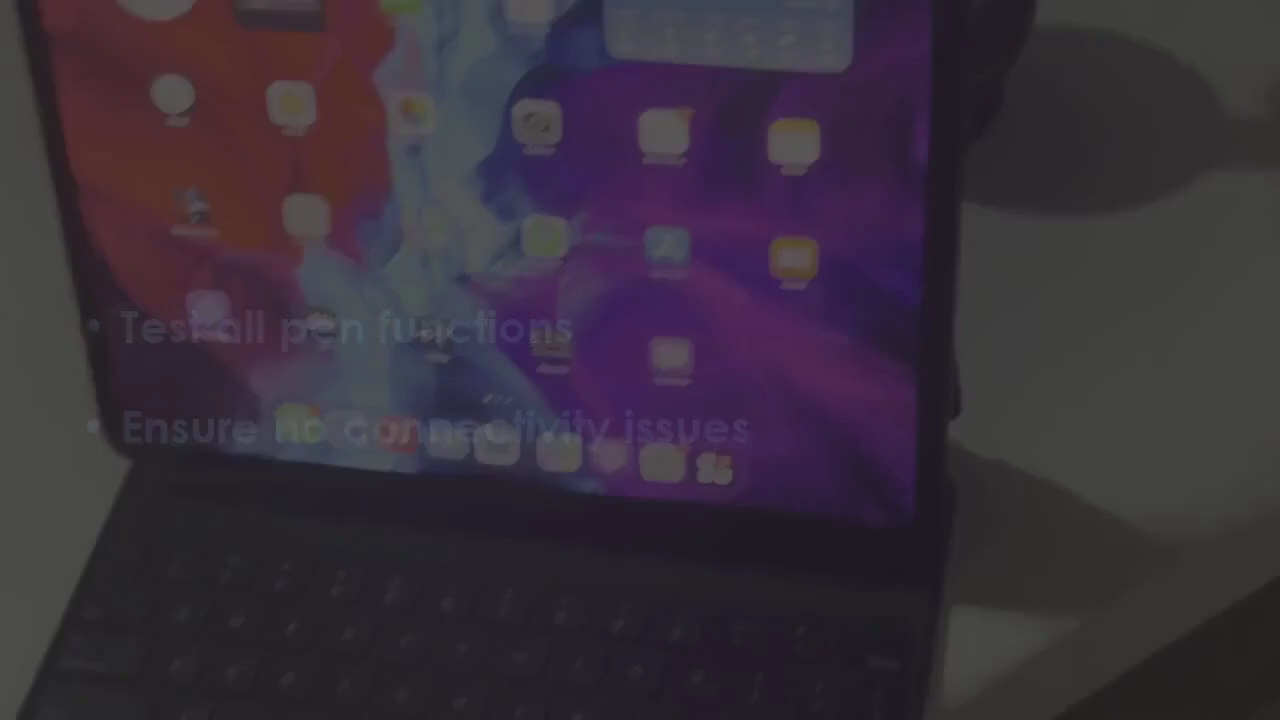 • Test all pen functions
• Ensure no connectivity issues